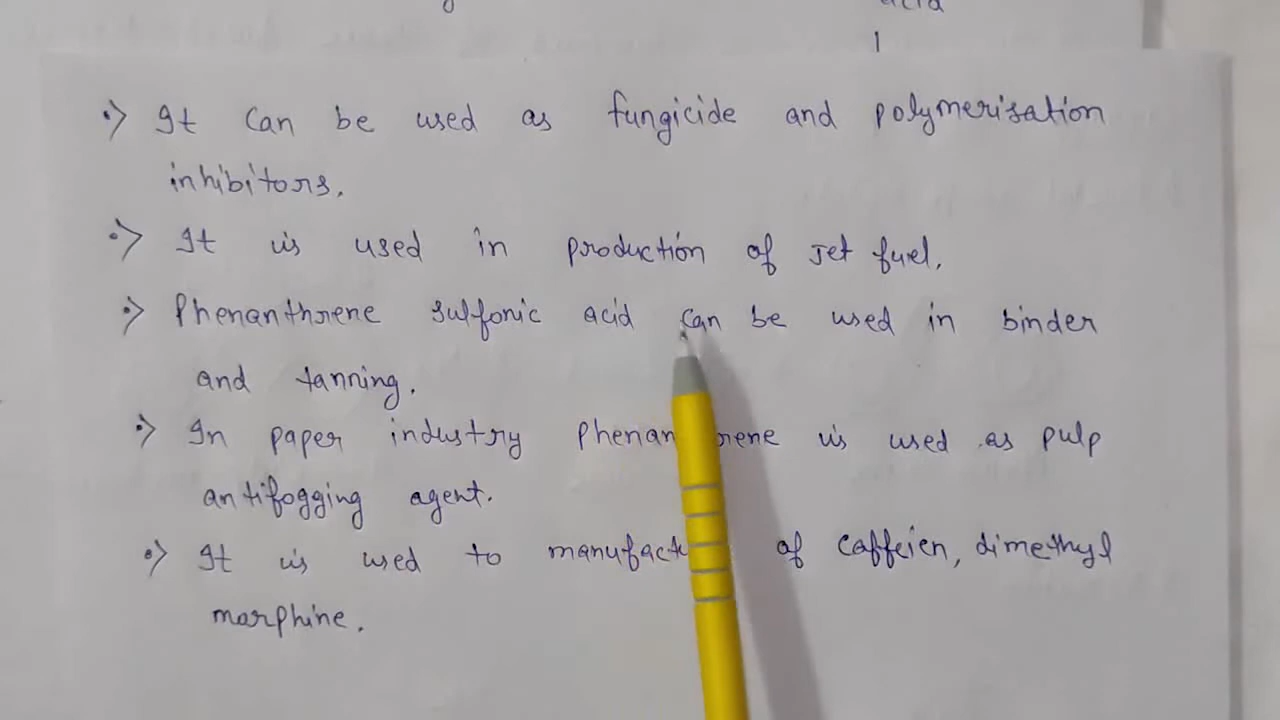 acid
•> It can be used as fungicide and polymerisation
inhibitors.
•> It is used in production of Jet fuel.
•> Phenanthrene sulfonic acid can be used in binder
and tanning.
•> In paper industry Phenan rene is used as pulp
antifogging agent.
•> It is used to manufact of caffeien, dimethyl
morphine.